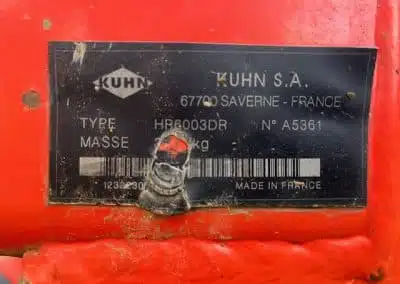 KUHN KUHN S.A.
67700 SAVERNE - FRANCE
TYPE HR6003DR N° A5361
MASSE kg
MADE IN FRANCE